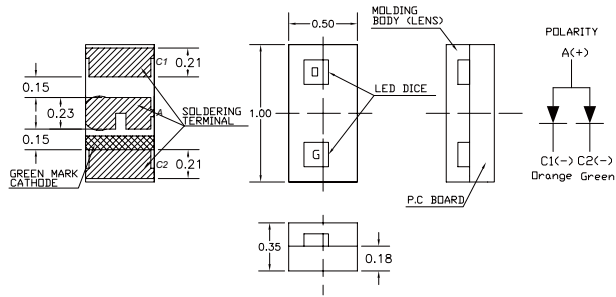 C1
0.21
0.15
0.23
A
0.15
SOLDERING
TERMINAL
C2
0.21
GREEN MARK
CATHODE
0.50
1.00
O
G
LED DICE
0.35
0.18
MOLDING
BODY (LENS)
P.C BOARD
POLARITY
A(+)
C1(-) C2(-)
Orange Green